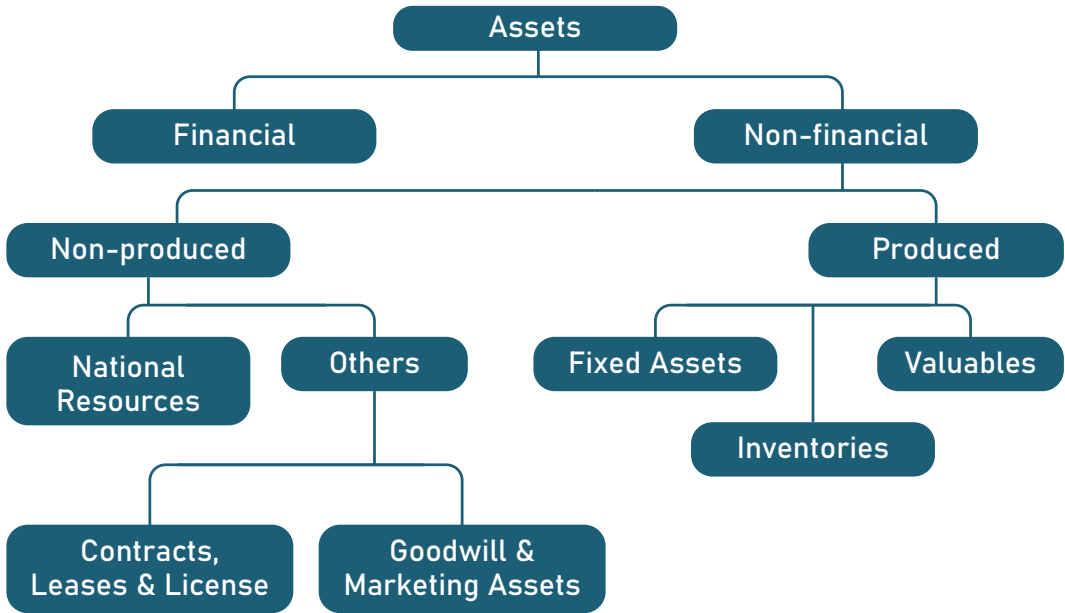 Assets
Financial
Non-financial
Non-produced
Produced
National
Resources
Others
Fixed Assets
Valuables
Inventories
Contracts,
Leases & License
Goodwill &
Marketing Assets